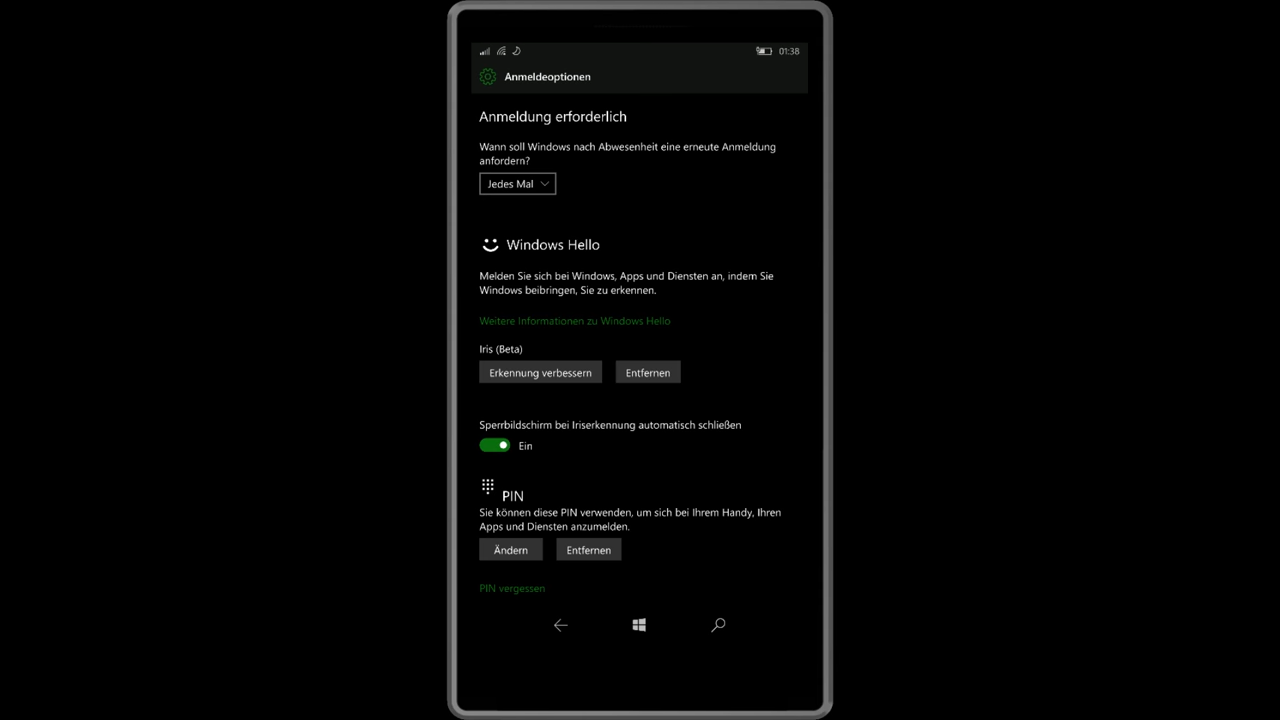 01:38
Anmeldeoptionen
Anmeldung erforderlich
Wann soll Windows nach Abwesenheit eine erneute Anmeldung
anfordern?
Jedes Mal
Windows Hello
Melden Sie sich bei Windows, Apps und Diensten an, indem Sie
Windows beibringen, Sie zu erkennen.
Weitere Informationen zu Windows Hello
Iris (Beta)
Erkennung verbessern Entfernen
Sperrbildschirm bei Iriserkennung automatisch schließen
Ein
PIN
Sie können diese PIN verwenden, um sich bei Ihrem Handy, Ihren
Apps und Diensten anzumelden.
Ändern Entfernen
PIN vergessen